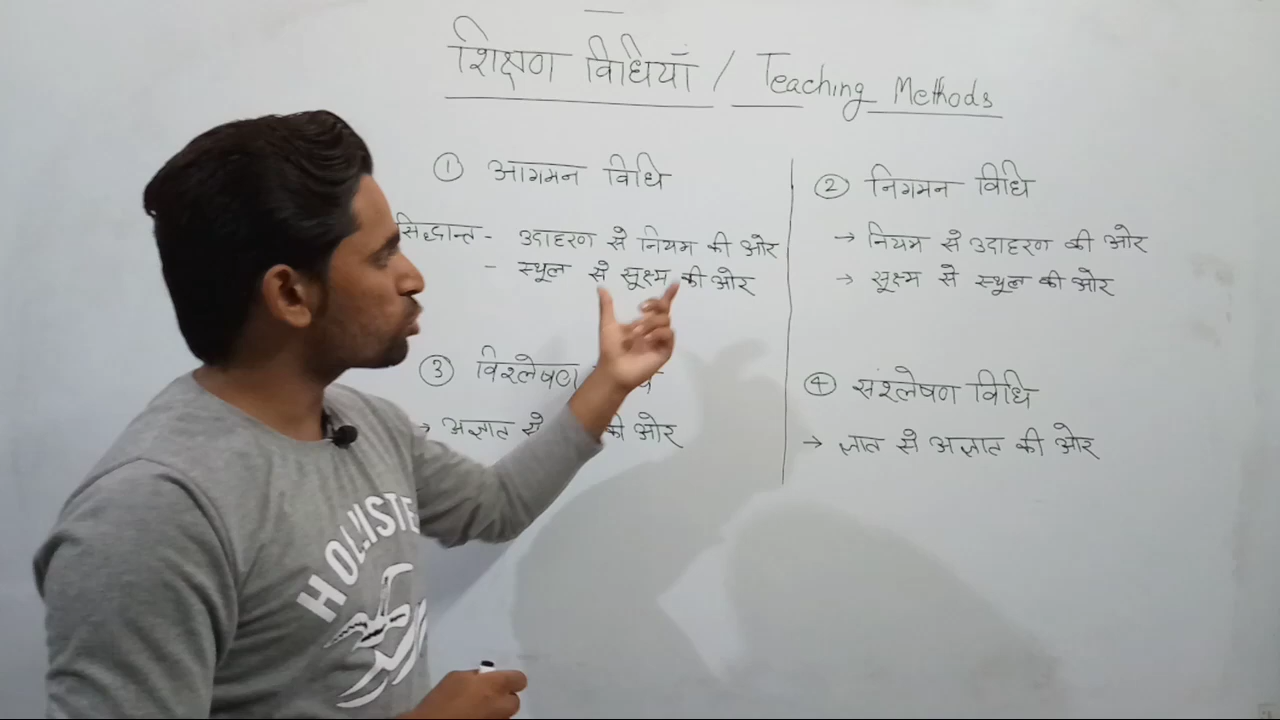 शिक्षण विधियाँ / Teaching Methods
① आगमन विधि
सिद्धान्त - उदाहरण से नियम की ओर
- स्थूल से सूक्ष्म की ओर
② निगमन विधि
→ नियम से उदाहरण की ओर
→ सूक्ष्म से स्थूल की ओर
③ विश्लेषण
→ अज्ञात से की ओर
④ संश्लेषण विधि
→ ज्ञात से अज्ञात की ओर
HOLLISTE